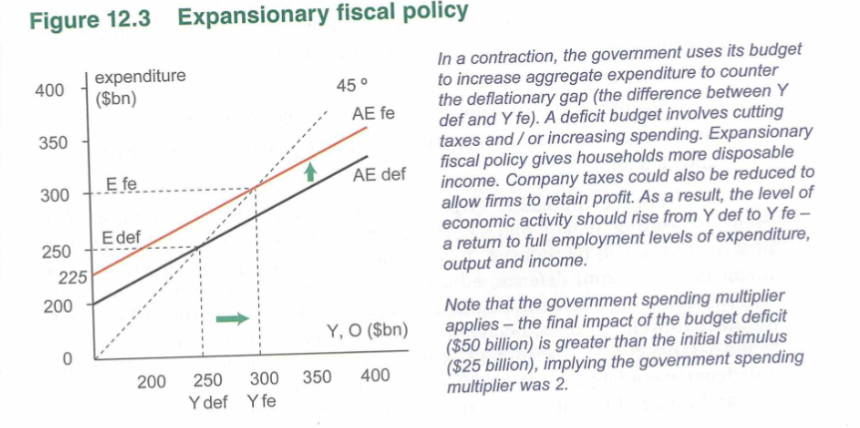 Figure 12.3 Expansionary fiscal policy
expenditure
($bn)
400
350
300
250
225
200
0
45 °
AE fe
AE def
E fe
E def
Y, O ($bn)
200 250 300 350 400
Y def Y fe
In a contraction, the government uses its budget
to increase aggregate expenditure to counter
the deflationary gap (the difference between Y
def and Y fe). A deficit budget involves cutting
taxes and / or increasing spending. Expansionary
fiscal policy gives households more disposable
income. Company taxes could also be reduced to
allow firms to retain profit. As a result, the level of
economic activity should rise from Y def to Y fe –
a return to full employment levels of expenditure,
output and income.
Note that the government spending multiplier
applies – the final impact of the budget deficit
($50 billion) is greater than the initial stimulus
($25 billion), implying the government spending
multiplier was 2.